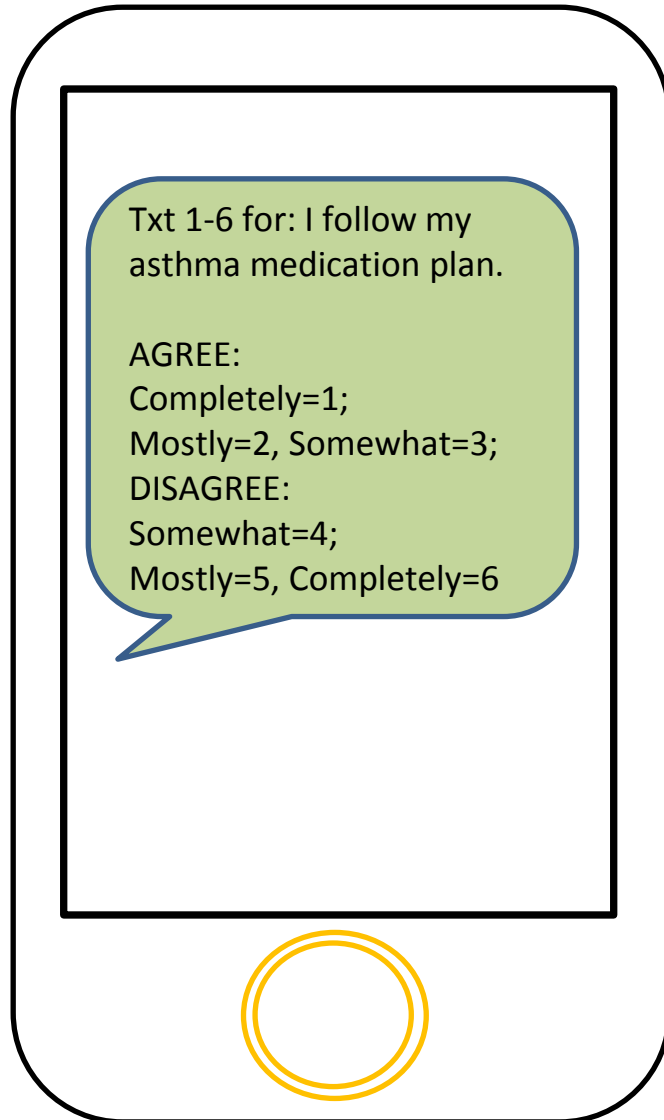 Txt 1-6 for: I follow my
asthma medication plan.
AGREE:
Completely=1;
Mostly=2, Somewhat=3;
DISAGREE:
Somewhat=4;
Mostly=5, Completely=6